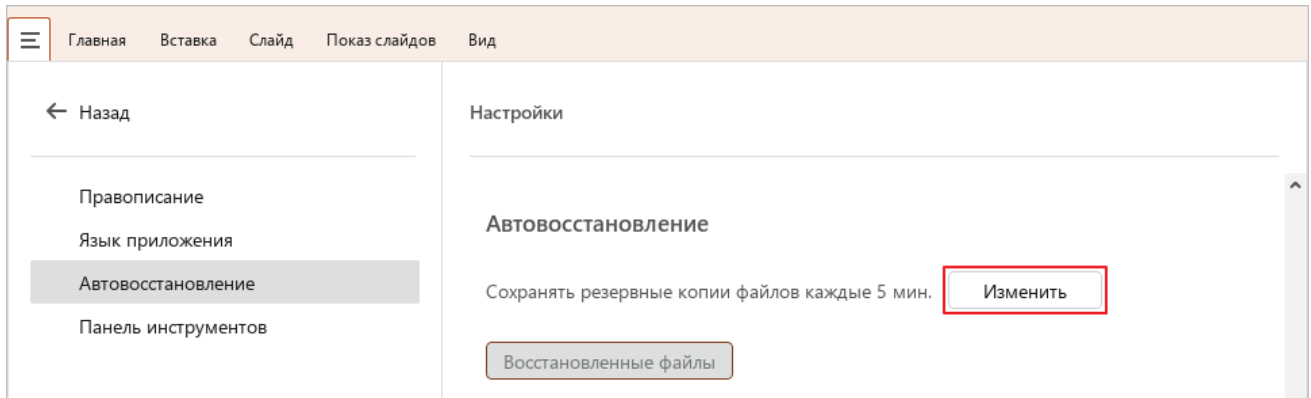 Главная Вставка Слайд Показ слайдов Вид
Назад
Настройки
Правописание
Язык приложения
Автовосстановление
Панель инструментов
Автовосстановление
Сохранять резервные копии файлов каждые 5 мин. Изменить
Восстановленные файлы